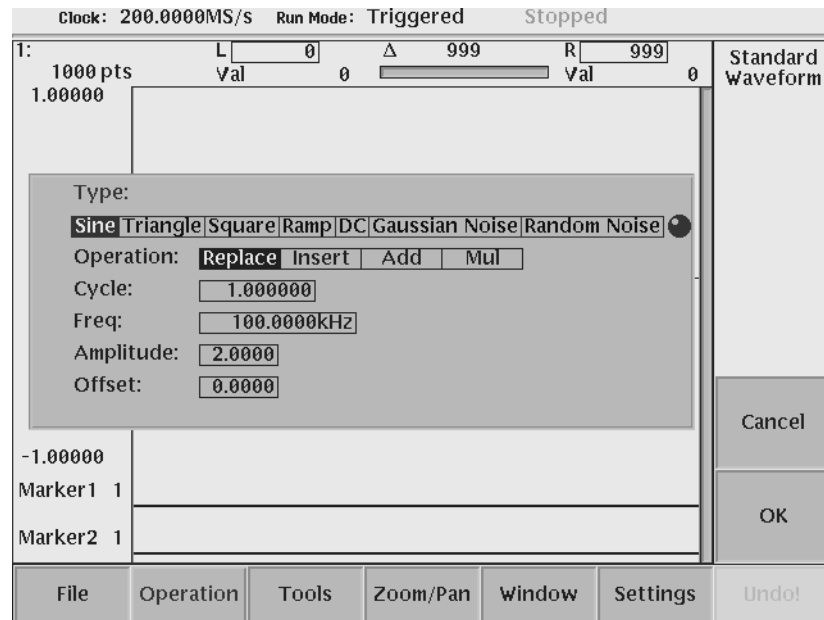 Clock: 200.0000MS/s Run Mode: Triggered Stopped
1: L 0 Δ 999 R 999
1000 pts Val 0 Val 0
Standard
Waveform
1.00000
Type:
Sine Triangle Square Ramp DC Gaussian Noise Random Noise
Operation: Replace Insert Add Mul
Cycle: 1.000000
Freq: 100.0000kHz
Amplitude: 2.0000
Offset: 0.0000
Cancel
-1.00000
Marker1 1
OK
Marker2 1
File Operation Tools Zoom/Pan Window Settings Undo!